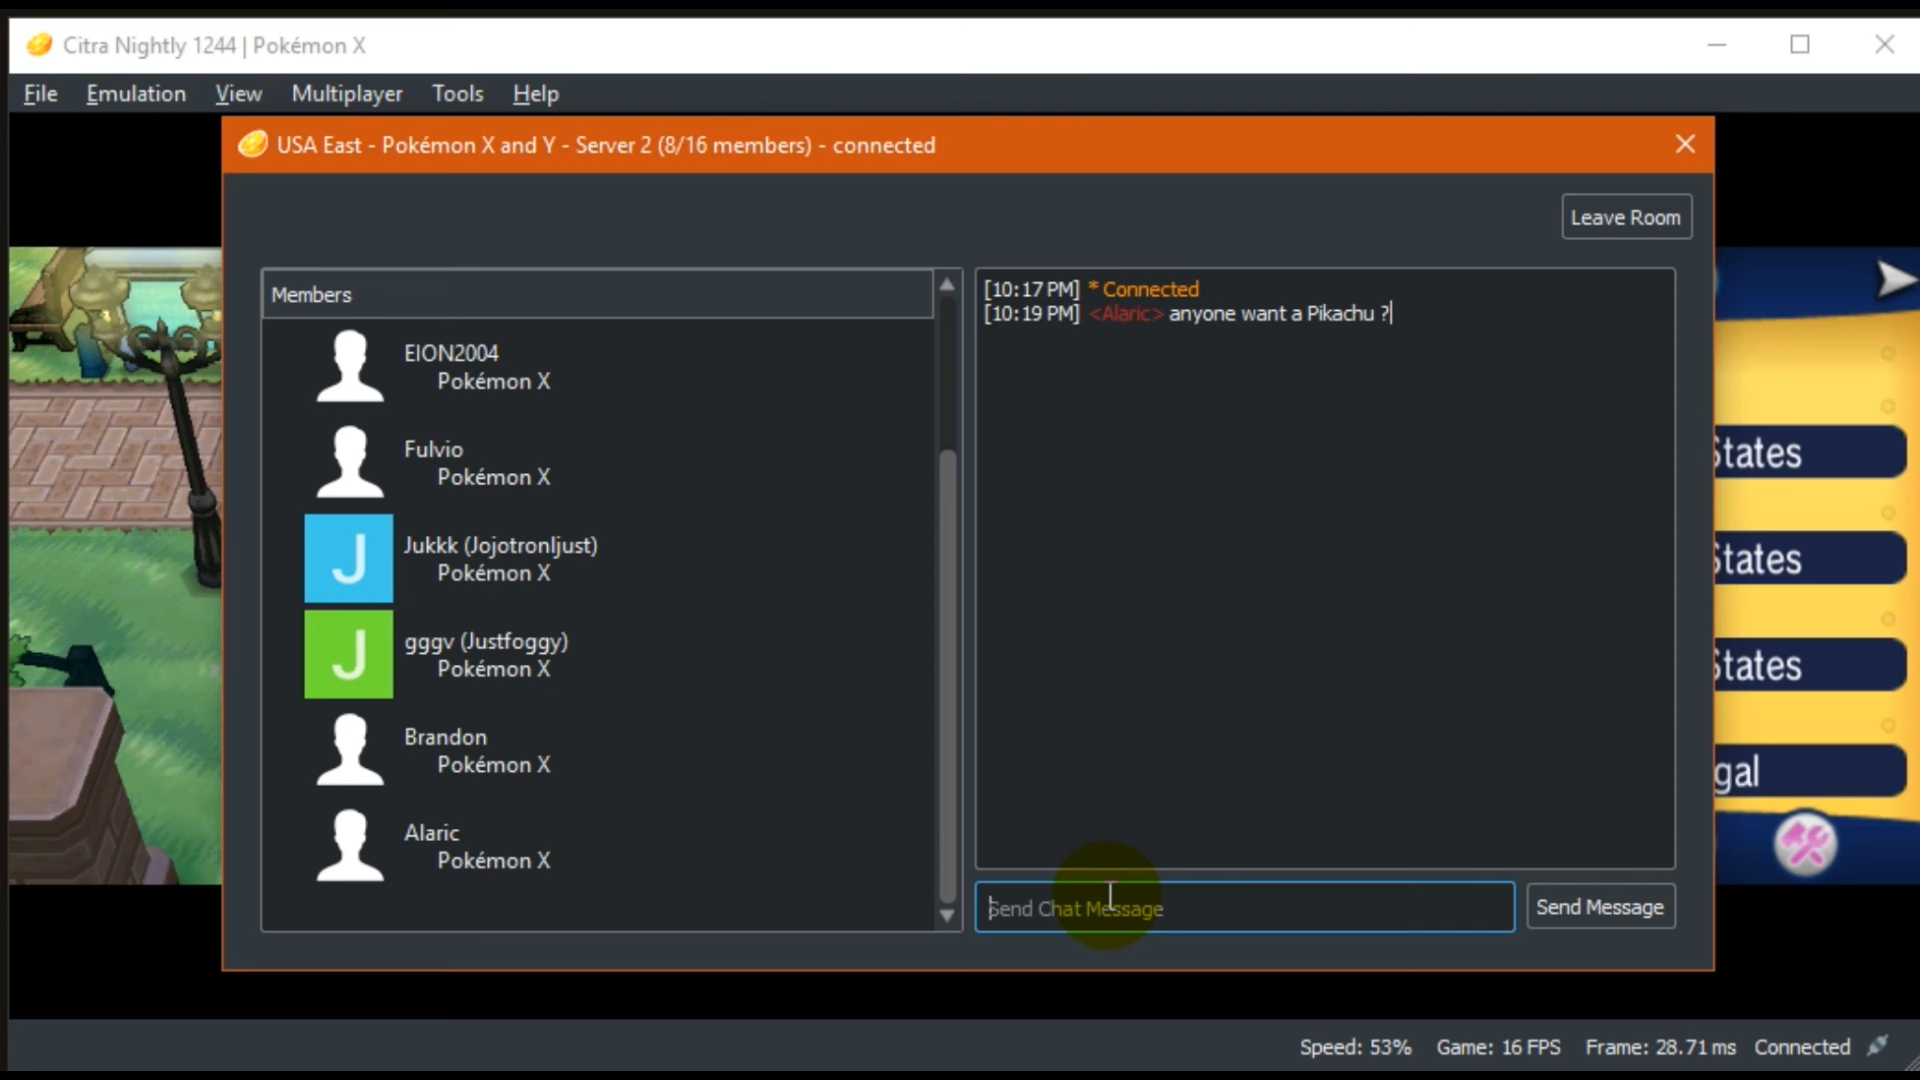 Citra Nightly 1244 | Pokémon X
File Emulation View Multiplayer Tools Help
USA East - Pokémon X and Y - Server 2 (8/16 members) - connected
Leave Room
Members
EION2004
Pokémon X
Fulvio
Pokémon X
J
Jukkk (Jojotronljust)
Pokémon X
J
gggv (Justfoggy)
Pokémon X
Brandon
Pokémon X
Alaric
Pokémon X
[10:17 PM] * Connected
[10:19 PM] <Alaric> anyone want a Pikachu ?
Send Chat Message
Send Message
States
States
States
gal
Speed: 53% Game: 16 FPS Frame: 28.71 ms Connected